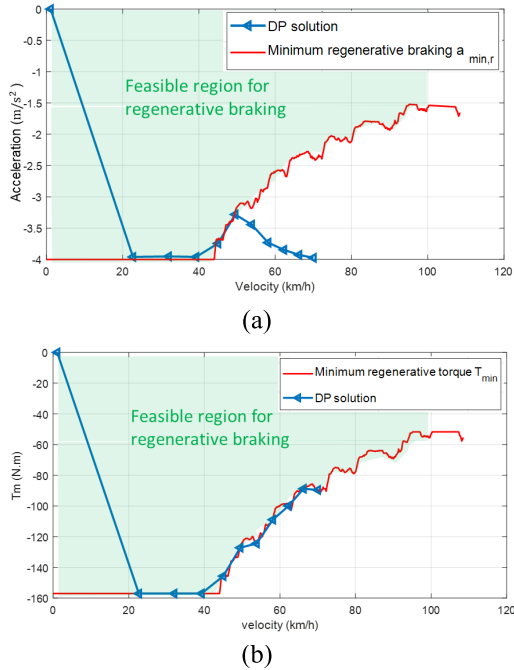 0
-0.5
-1
-1.5
-2
-2.5
-3
-3.5
-4
Acceleration (m/s²)
DP solution
Minimum regenerative braking a min,r
Feasible region for
regenerative braking
0 20 40 60 80 100 120
Velocity (km/h)
(a)
0
-20
-40
-60
-80
-100
-120
-140
-160
Tm (N.m)
Minimum regenerative torque Tmin
DP solution
Feasible region for
regenerative braking
0 20 40 60 80 100 120
velocity (km/h)
(b)